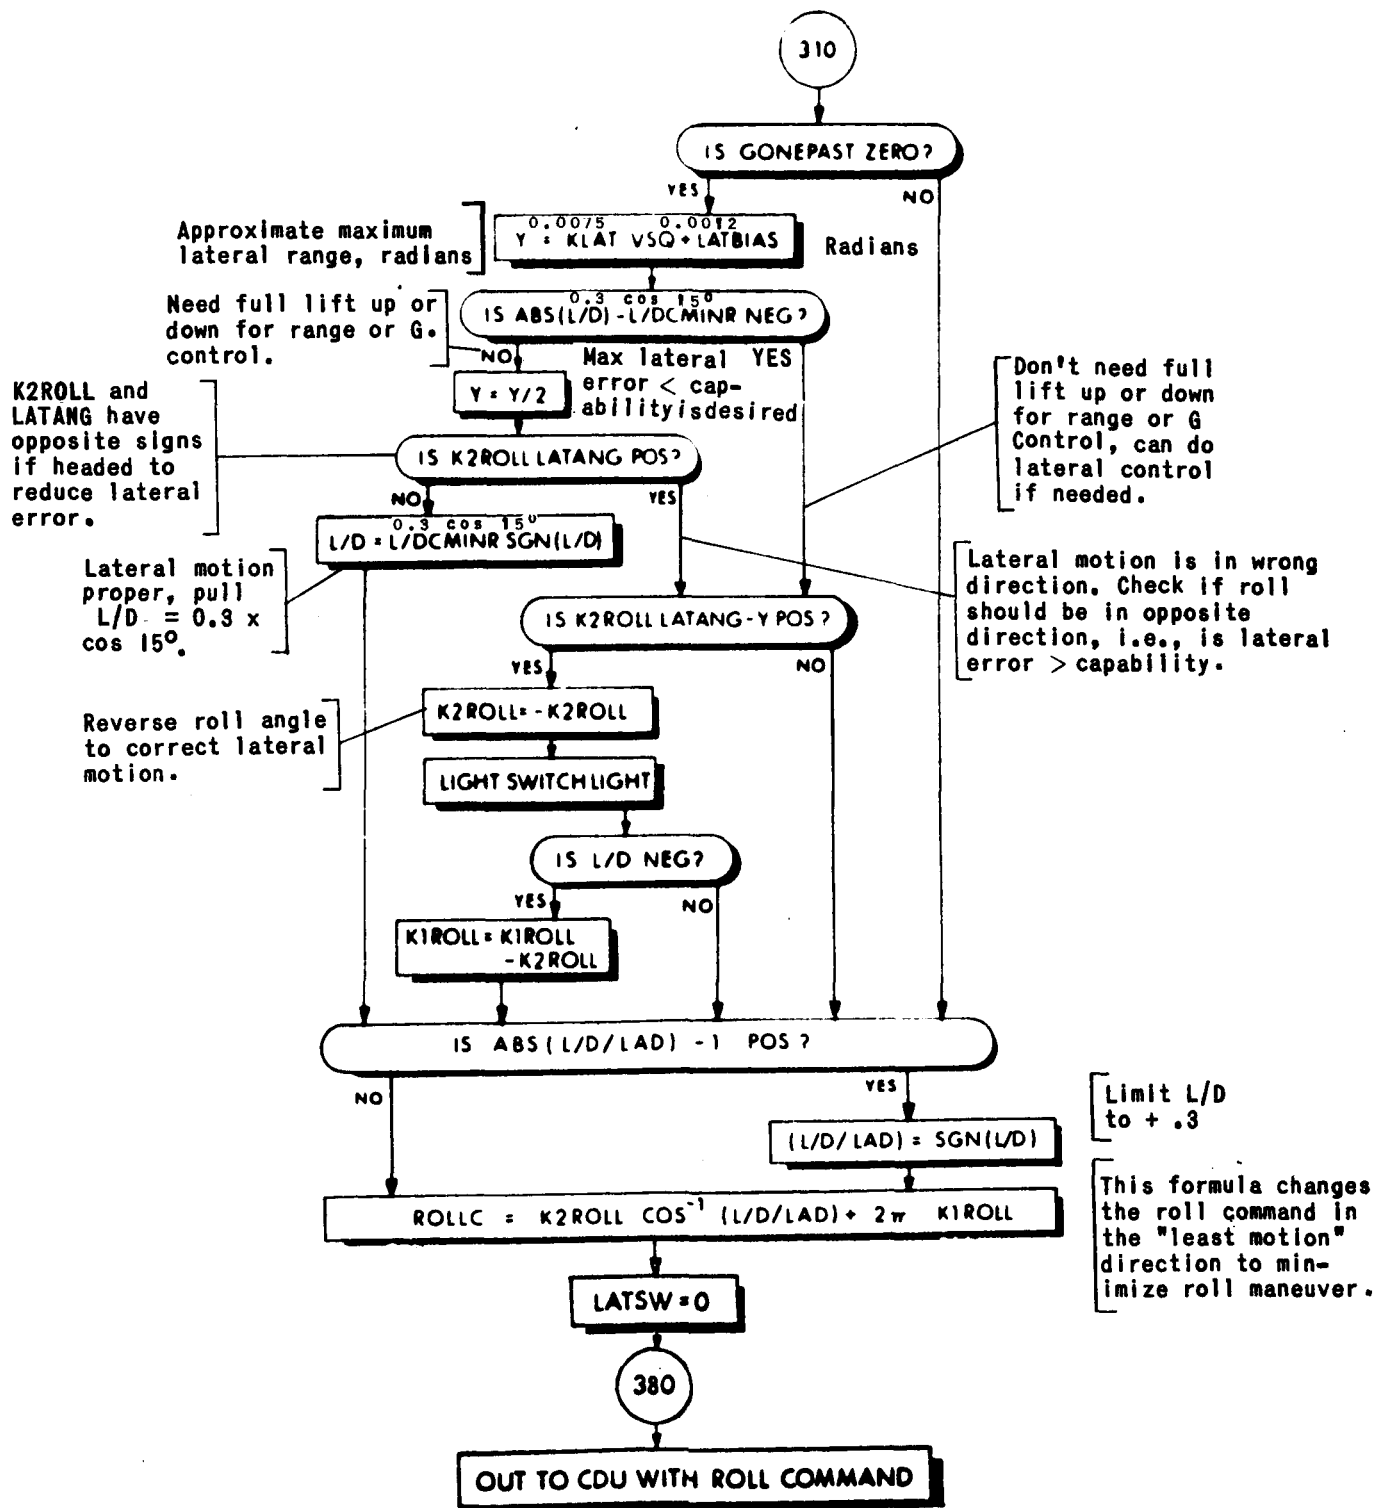 310
IS GONEPAST ZERO?
YES
NO
Approximate maximum
lateral range, radians
0.0075 0.0012
Y = KLAT VSQ + LATBIAS
Radians
Need full lift up or
down for range or G.
control.
0.3 cos 15°
IS ABS(L/D) - L/DCMINR NEG?
NO
Max lateral
error < cap-
ability is desired
YES
Y = Y/2
Don't need full
lift up or down
for range or G
Control, can do
lateral control
if needed.
K2ROLL and
LATANG have
opposite signs
if headed to
reduce lateral
error.
IS K2ROLL LATANG POS?
NO
YES
0.3 cos 15°
L/D = L/DCMINR SGN(L/D)
Lateral motion
proper, pull
L/D = 0.3 x
cos 15°.
Lateral motion is in wrong
direction. Check if roll
should be in opposite
direction, i.e., is lateral
error > capability.
IS K2ROLL LATANG - Y POS?
YES
NO
K2ROLL = - K2ROLL
Reverse roll angle
to correct lateral
motion.
LIGHT SWITCH LIGHT
IS L/D NEG?
YES
NO
K1ROLL = K1ROLL
- K2ROLL
IS ABS (L/D/LAD) - 1 POS?
NO
YES
Limit L/D
to + .3
(L/D/LAD) = SGN(L/D)
ROLLC = K2ROLL COS⁻¹ (L/D/LAD) + 2π K1ROLL
This formula changes
the roll command in
the "least motion"
direction to min-
imize roll maneuver.
LATSW = 0
380
OUT TO CDU WITH ROLL COMMAND